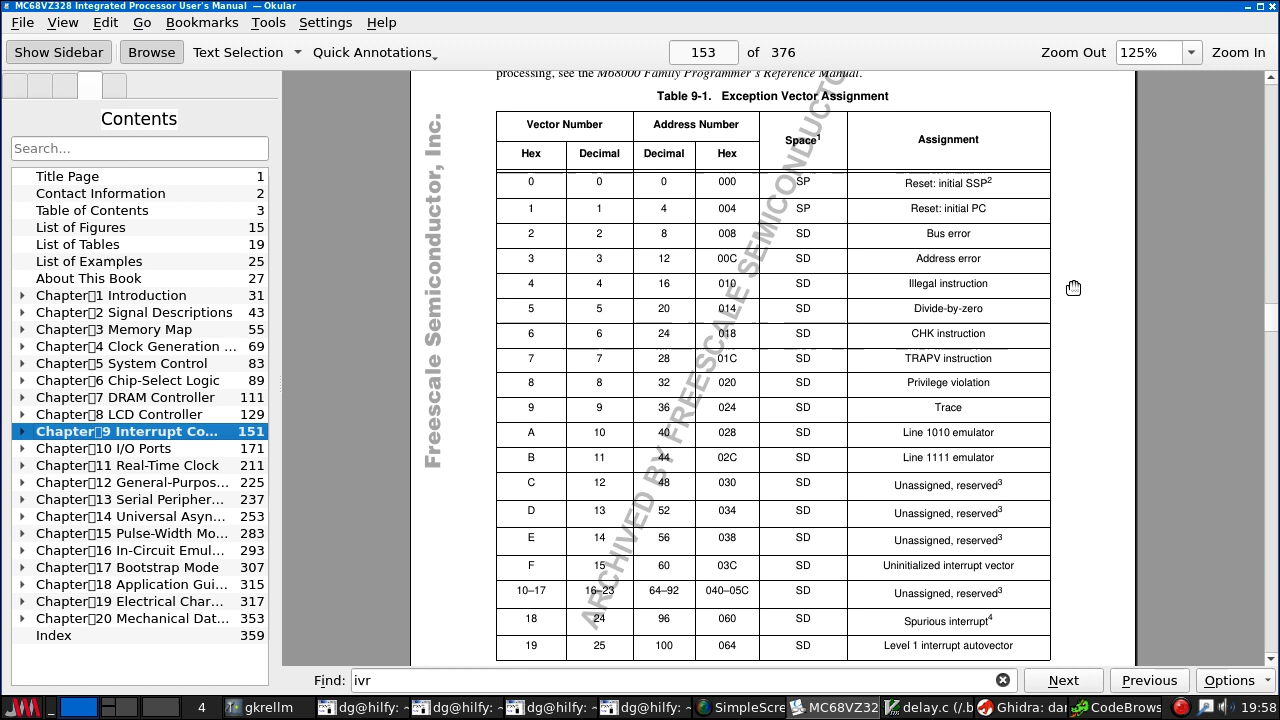 MC68VZ328 Integrated Processor User's Manual — Okular
File View Edit Go Bookmarks Tools Settings Help
Show Sidebar Browse Text Selection Quick Annotations 153 of 376 Zoom Out 125% Zoom In
Contents
Search...
Title Page 1
Contact Information 2
Table of Contents 3
List of Figures 15
List of Tables 19
List of Examples 25
About This Book 27
Chapter▯1 Introduction 31
Chapter▯2 Signal Descriptions 43
Chapter▯3 Memory Map 55
Chapter▯4 Clock Generation ... 69
Chapter▯5 System Control 83
Chapter▯6 Chip-Select Logic 89
Chapter▯7 DRAM Controller 111
Chapter▯8 LCD Controller 129
Chapter▯9 Interrupt Co... 151
Chapter▯10 I/O Ports 171
Chapter▯11 Real-Time Clock 211
Chapter▯12 General-Purpos... 225
Chapter▯13 Serial Peripher... 237
Chapter▯14 Universal Asyn... 253
Chapter▯15 Pulse-Width Mo... 283
Chapter▯16 In-Circuit Emul... 293
Chapter▯17 Bootstrap Mode 307
Chapter▯18 Application Gui... 315
Chapter▯19 Electrical Char... 317
Chapter▯20 Mechanical Dat... 353
Index 359
Freescale Semiconductor, Inc.
ARCHIVED BY FREESCALE SEMICONDUCTO
processing, see the M68000 Family Programmer's Reference Manual.
Table 9-1. Exception Vector Assignment
Vector Number Address Number Space1 Assignment
Hex Decimal Decimal Hex
0 0 0 000 SP Reset: initial SSP2
1 1 4 004 SP Reset: initial PC
2 2 8 008 SD Bus error
3 3 12 00C SD Address error
4 4 16 010 SD Illegal instruction
5 5 20 014 SD Divide-by-zero
6 6 24 018 SD CHK instruction
7 7 28 01C SD TRAPV instruction
8 8 32 020 SD Privilege violation
9 9 36 024 SD Trace
A 10 40 028 SD Line 1010 emulator
B 11 44 02C SD Line 1111 emulator
C 12 48 030 SD Unassigned, reserved3
D 13 52 034 SD Unassigned, reserved3
E 14 56 038 SD Unassigned, reserved3
F 15 60 03C SD Uninitialized interrupt vector
10–17 16–23 64–92 040–05C SD Unassigned, reserved3
18 24 96 060 SD Spurious interrupt4
19 25 100 064 SD Level 1 interrupt autovector
Find: ivr Next Previous Options
4 gkrellm dg@hilfy: ~ dg@hilfy: ~ dg@hilfy: ~ SimpleScre MC68VZ32 delay.c (/.b Ghidra: dar CodeBrows 19:58